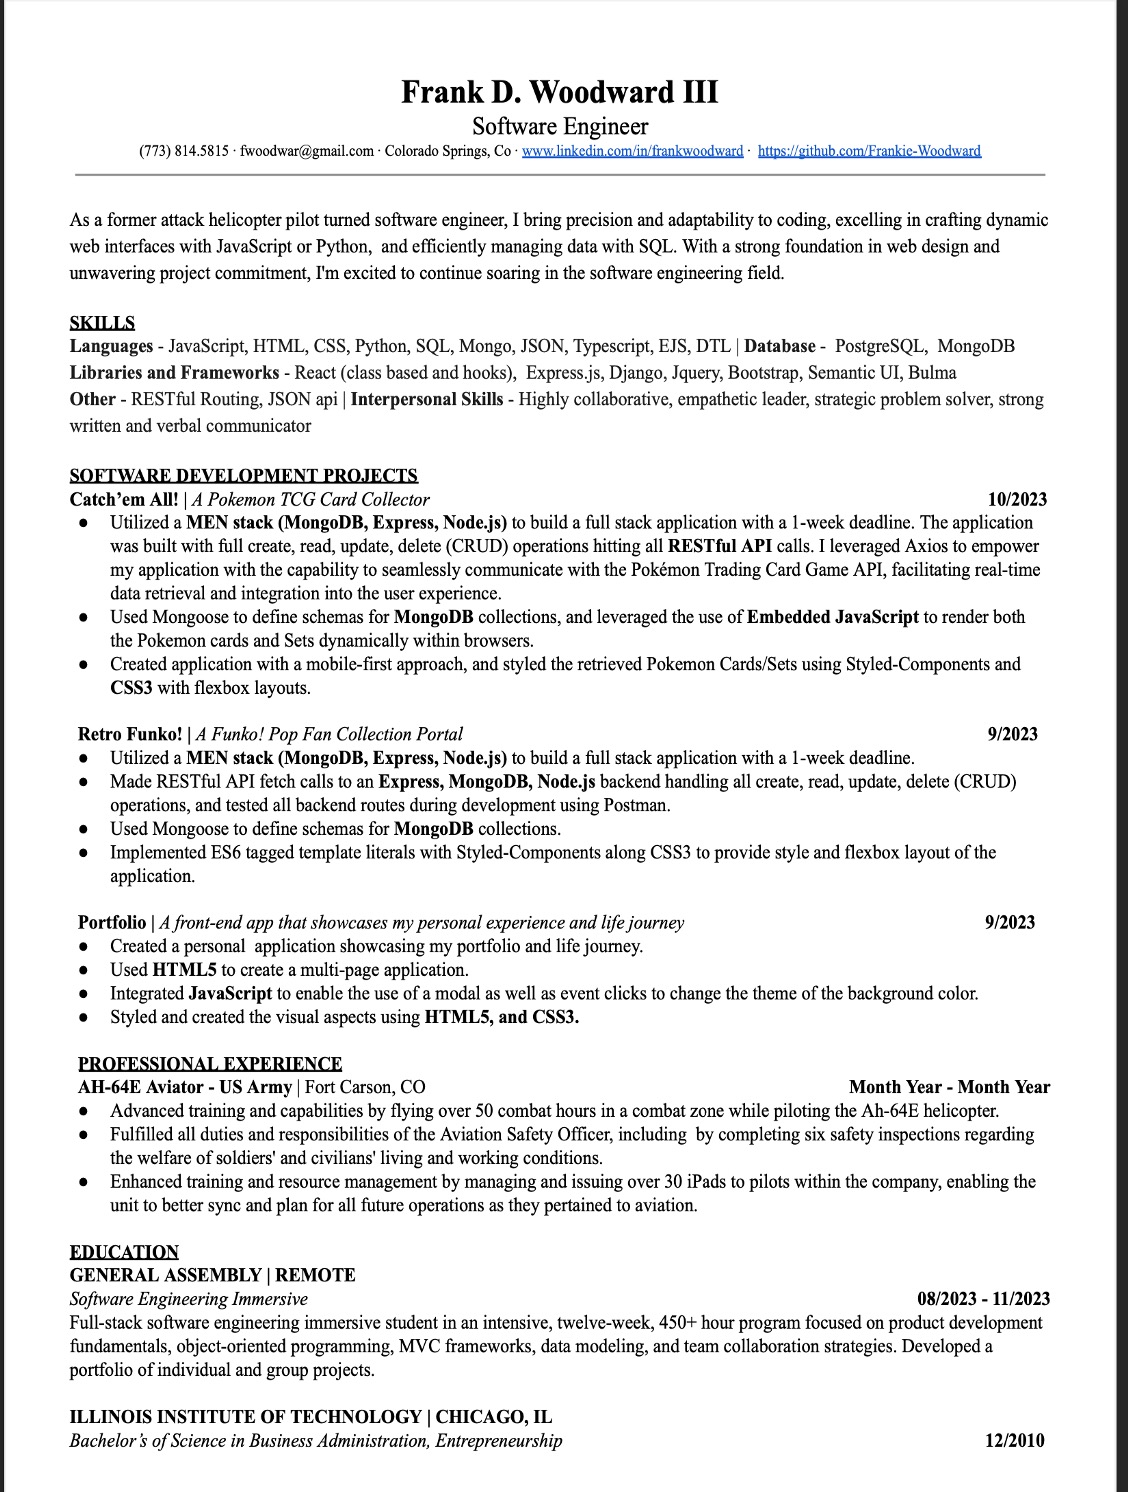 Frank D. Woodward III
Software Engineer
(773) 814.5815 · fwoodwar@gmail.com · Colorado Springs, Co · www.linkedin.com/in/frankwoodward · https://github.com/Frankie-Woodward
As a former attack helicopter pilot turned software engineer, I bring precision and adaptability to coding, excelling in crafting dynamic
web interfaces with JavaScript or Python, and efficiently managing data with SQL. With a strong foundation in web design and
unwavering project commitment, I'm excited to continue soaring in the software engineering field.
SKILLS
Languages - JavaScript, HTML, CSS, Python, SQL, Mongo, JSON, Typescript, EJS, DTL | Database - PostgreSQL, MongoDB
Libraries and Frameworks - React (class based and hooks), Express.js, Django, Jquery, Bootstrap, Semantic UI, Bulma
Other - RESTful Routing, JSON api | Interpersonal Skills - Highly collaborative, empathetic leader, strategic problem solver, strong
written and verbal communicator
SOFTWARE DEVELOPMENT PROJECTS
Catch’em All! | A Pokemon TCG Card Collector 10/2023
● Utilized a MEN stack (MongoDB, Express, Node.js) to build a full stack application with a 1-week deadline. The application
was built with full create, read, update, delete (CRUD) operations hitting all RESTful API calls. I leveraged Axios to empower
my application with the capability to seamlessly communicate with the Pokémon Trading Card Game API, facilitating real-time
data retrieval and integration into the user experience.
● Used Mongoose to define schemas for MongoDB collections, and leveraged the use of Embedded JavaScript to render both
the Pokemon cards and Sets dynamically within browsers.
● Created application with a mobile-first approach, and styled the retrieved Pokemon Cards/Sets using Styled-Components and
CSS3 with flexbox layouts.
Retro Funko! | A Funko! Pop Fan Collection Portal 9/2023
● Utilized a MEN stack (MongoDB, Express, Node.js) to build a full stack application with a 1-week deadline.
● Made RESTful API fetch calls to an Express, MongoDB, Node.js backend handling all create, read, update, delete (CRUD)
operations, and tested all backend routes during development using Postman.
● Used Mongoose to define schemas for MongoDB collections.
● Implemented ES6 tagged template literals with Styled-Components along CSS3 to provide style and flexbox layout of the
application.
Portfolio | A front-end app that showcases my personal experience and life journey 9/2023
● Created a personal application showcasing my portfolio and life journey.
● Used HTML5 to create a multi-page application.
● Integrated JavaScript to enable the use of a modal as well as event clicks to change the theme of the background color.
● Styled and created the visual aspects using HTML5, and CSS3.
PROFESSIONAL EXPERIENCE
AH-64E Aviator - US Army | Fort Carson, CO Month Year - Month Year
● Advanced training and capabilities by flying over 50 combat hours in a combat zone while piloting the Ah-64E helicopter.
● Fulfilled all duties and responsibilities of the Aviation Safety Officer, including by completing six safety inspections regarding
the welfare of soldiers' and civilians' living and working conditions.
● Enhanced training and resource management by managing and issuing over 30 iPads to pilots within the company, enabling the
unit to better sync and plan for all future operations as they pertained to aviation.
EDUCATION
GENERAL ASSEMBLY | REMOTE
Software Engineering Immersive 08/2023 - 11/2023
Full-stack software engineering immersive student in an intensive, twelve-week, 450+ hour program focused on product development
fundamentals, object-oriented programming, MVC frameworks, data modeling, and team collaboration strategies. Developed a
portfolio of individual and group projects.
ILLINOIS INSTITUTE OF TECHNOLOGY | CHICAGO, IL
Bachelor’s of Science in Business Administration, Entrepreneurship 12/2010